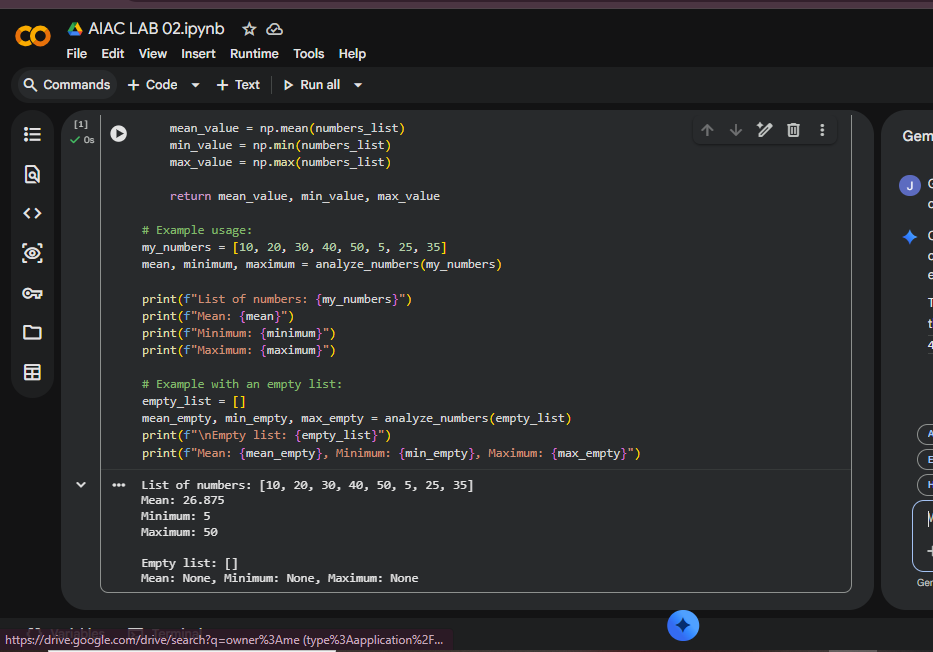 AIAC LAB 02.ipynb
File Edit View Insert Runtime Tools Help
Commands + Code + Text Run all
[1]
0s
mean_value = np.mean(numbers_list)
min_value = np.min(numbers_list)
max_value = np.max(numbers_list)
return mean_value, min_value, max_value
# Example usage:
my_numbers = [10, 20, 30, 40, 50, 5, 25, 35]
mean, minimum, maximum = analyze_numbers(my_numbers)
print(f"List of numbers: {my_numbers}")
print(f"Mean: {mean}")
print(f"Minimum: {minimum}")
print(f"Maximum: {maximum}")
# Example with an empty list:
empty_list = []
mean_empty, min_empty, max_empty = analyze_numbers(empty_list)
print(f"\nEmpty list: {empty_list}")
print(f"Mean: {mean_empty}, Minimum: {min_empty}, Maximum: {max_empty}")
List of numbers: [10, 20, 30, 40, 50, 5, 25, 35]
Mean: 26.875
Minimum: 5
Maximum: 50
Empty list: []
Mean: None, Minimum: None, Maximum: None
Gem
J
Gen
Variables Terminal
https://drive.google.com/drive/search?q=owner%3Ame (type%3Aapplication%2F...